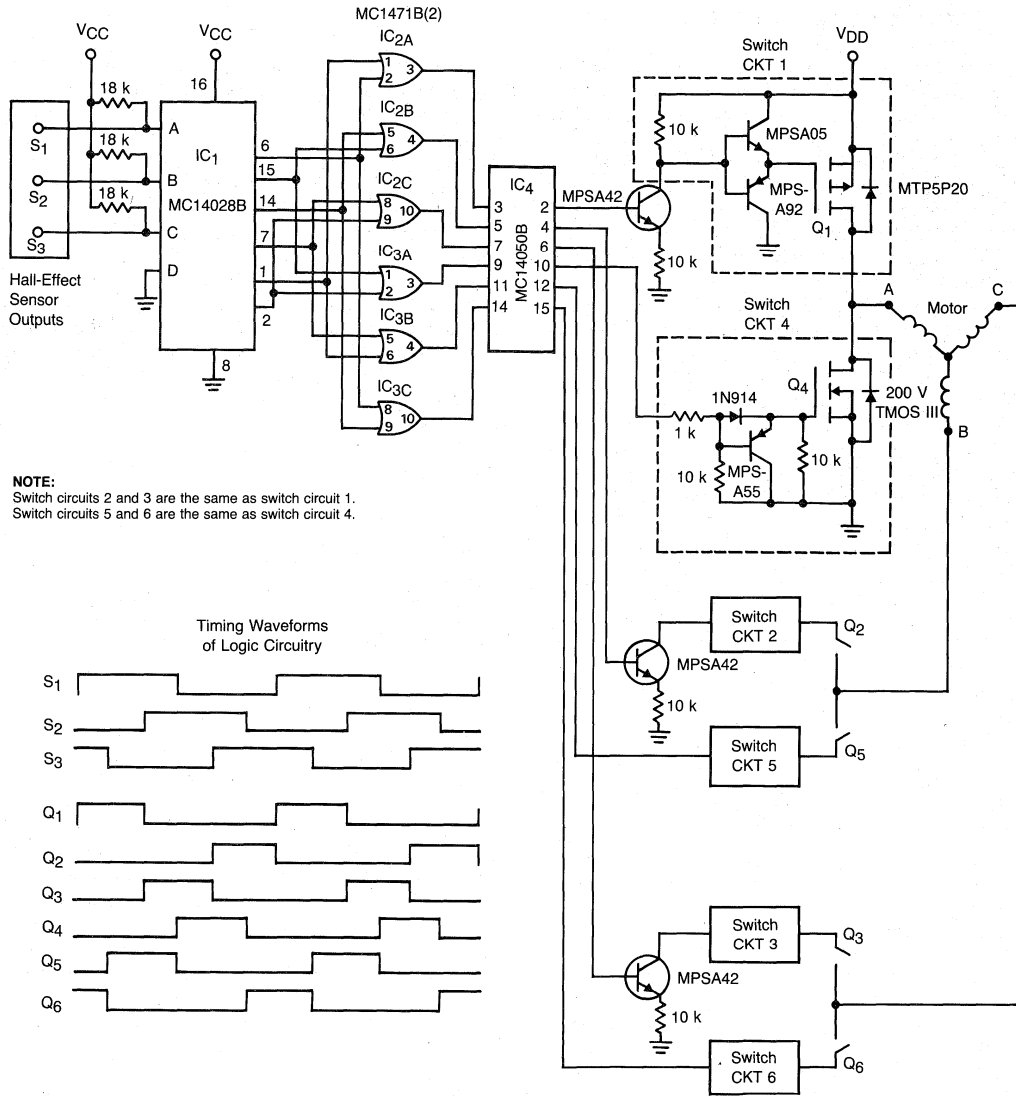 MC1471B(2)
VCC
VCC
18 k
18 k
18 k
16
S1
S2
S3
A
B
C
D
IC1
MC14028B
6
15
14
7
1
2
8
Hall-Effect
Sensor
Outputs
IC2A
1
2
3
IC2B
5
6
4
IC2C
8
9
10
IC3A
1
2
3
IC3B
5
6
4
IC3C
8
9
10
IC4
MC14050B
3
5
7
9
11
14
2
4
6
10
12
15
Switch
CKT 1
VDD
10 k
MPSA05
MPSA42
MPS-
A92
Q1
MTP5P20
10 k
Switch
CKT 4
A
Motor
C
B
Q4
200 V
TMOS III
1N914
1 k
10 k
MPS-
A55
10 k
NOTE:
Switch circuits 2 and 3 are the same as switch circuit 1.
Switch circuits 5 and 6 are the same as switch circuit 4.
Switch
CKT 2
Q2
MPSA42
10 k
Switch
CKT 5
Q5
Switch
CKT 3
Q3
MPSA42
10 k
Switch
CKT 6
Q6
Timing Waveforms
of Logic Circuitry
S1
S2
S3
Q1
Q2
Q3
Q4
Q5
Q6